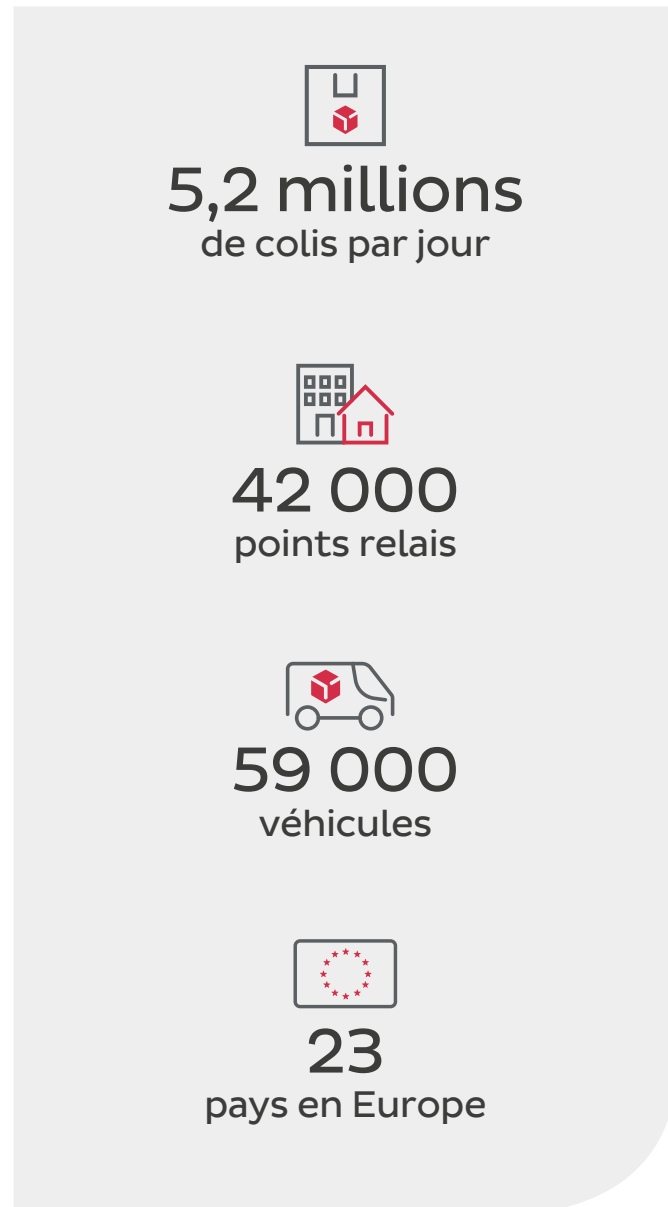 5,2 millions
de colis par jour
42 000
points relais
59 000
véhicules
23
pays en Europe